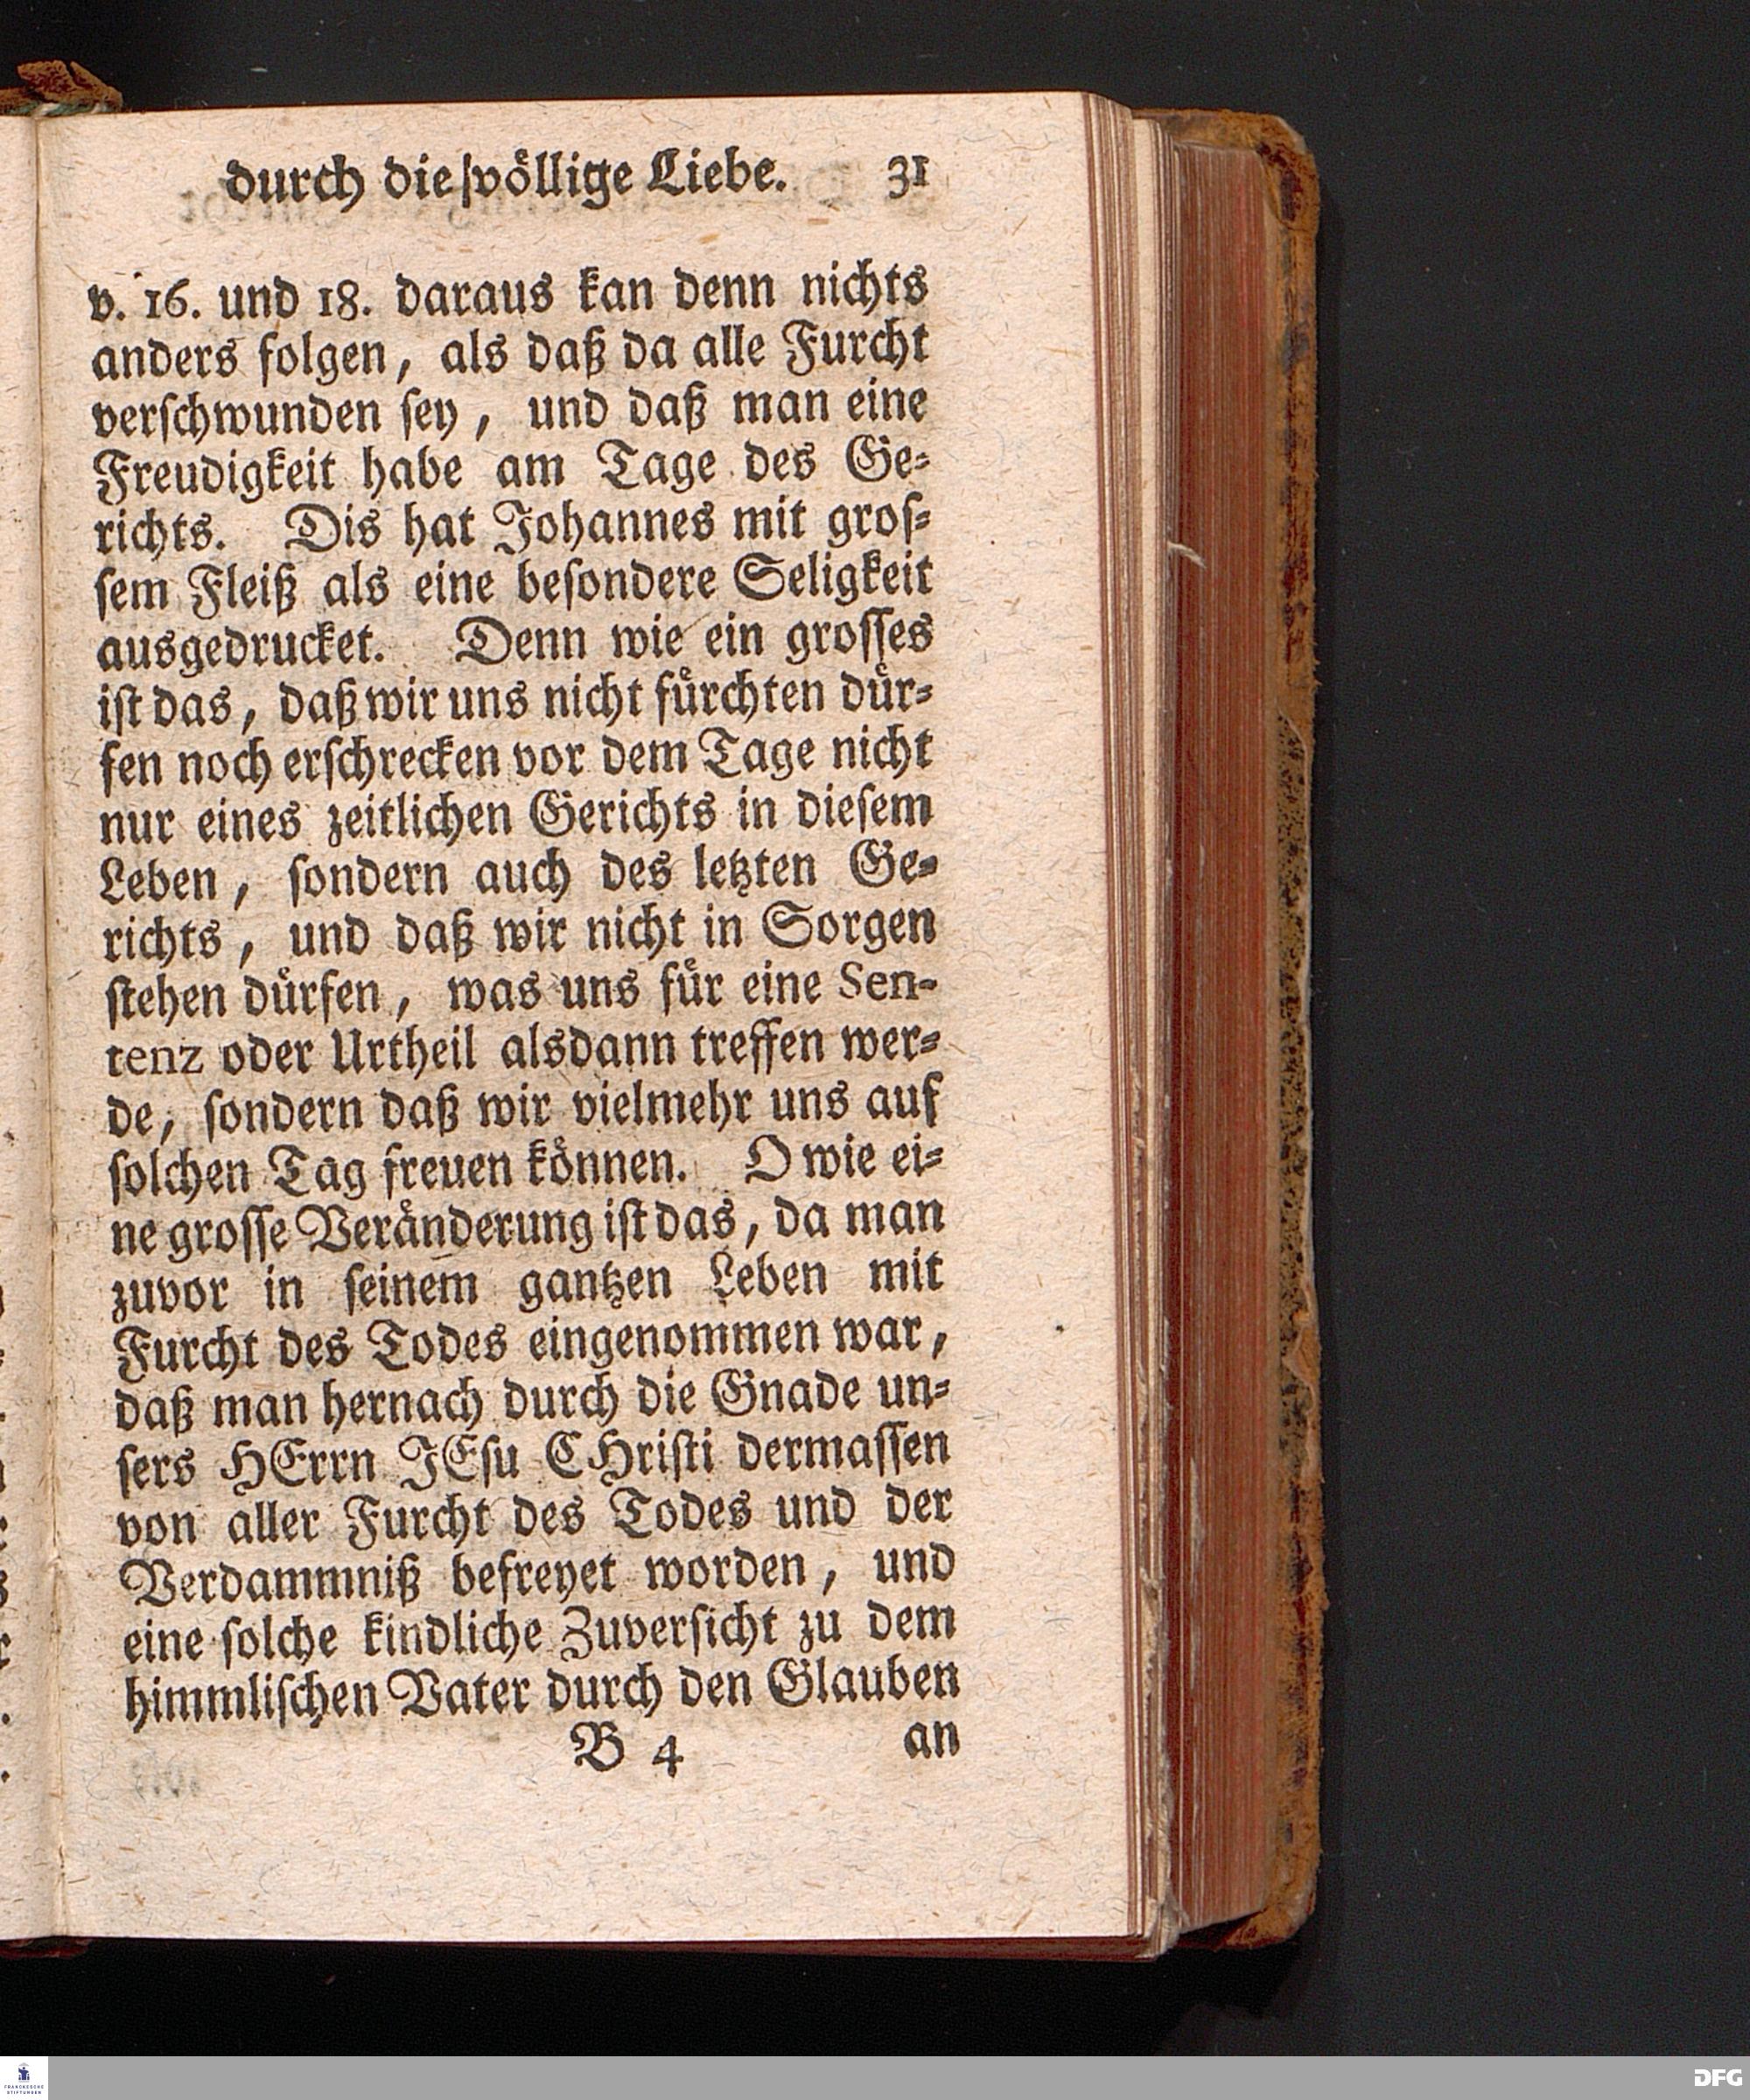 durch die völlige Liebe. 31
v. 16. und 18. daraus kan denn nichts
anders folgen, als daß da alle Furcht
verſchwunden ſey, und daß man eine
Freudigkeit habe am Tage des Ge-
richts. Dis hat Johannes mit groſ-
ſem Fleiß als eine beſondere Seligkeit
ausgedrucket. Denn wie ein groſſes
iſt das, daß wir uns nicht fürchten dür-
fen noch erſchrecken vor dem Tage nicht
nur eines zeitlichen Gerichts in dieſem
Leben, ſondern auch des letzten Ge-
richts, und daß wir nicht in Sorgen
ſtehen dürfen, was uns für eine Sen-
tenz oder Urtheil alsdann treffen wer-
de, ſondern daß wir vielmehr uns auf
ſolchen Tag freuen können. O wie ei-
ne groſſe Veränderung iſt das, da man
zuvor in ſeinem gantzen Leben mit
Furcht des Todes eingenommen war,
daß man hernach durch die Gnade un-
ſers HErrn JEſu CHriſti dermaſſen
von aller Furcht des Todes und der
Verdammniß befreyet worden, und
eine ſolche kindliche Zuverſicht zu dem
himmliſchen Vater durch den Glauben
B 4 an
FRANCKESCHE
STIFTUNGEN
DFG